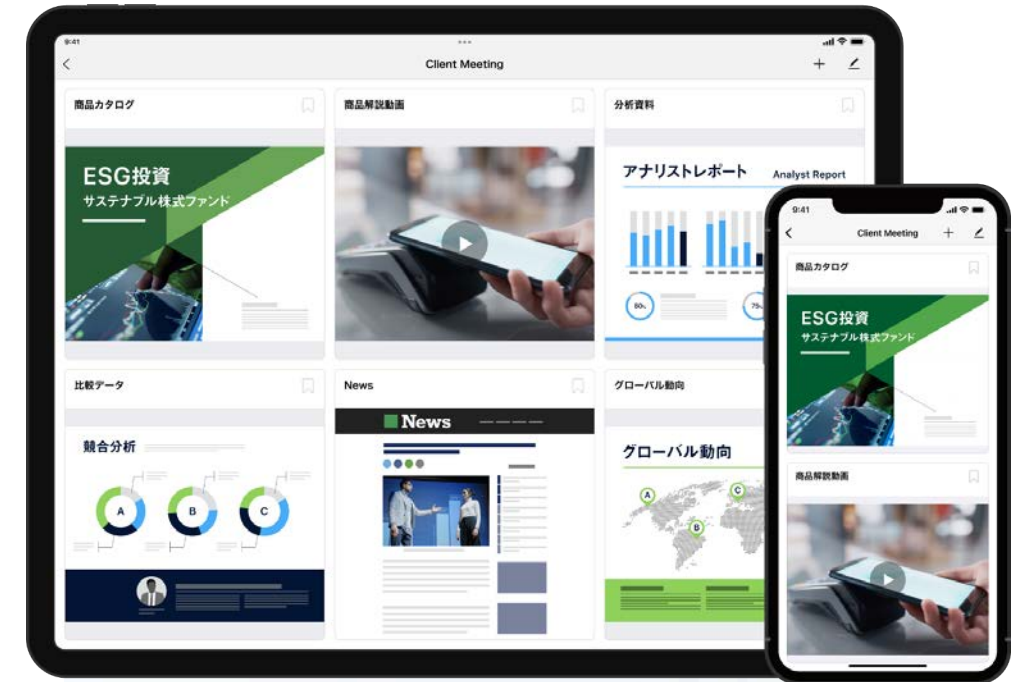 9:41
Client Meeting
商品カタログ
商品解説動画
分析資料
ESG投資
サステナブル株式ファンド
アナリストレポート Analyst Report
60%
75%
比較データ
News
グローバル動向
競合分析
A
B
C
News
グローバル動向
A
B
C
9:41
Client Meeting
商品カタログ
ESG投資
サステナブル株式ファンド
商品解説動画